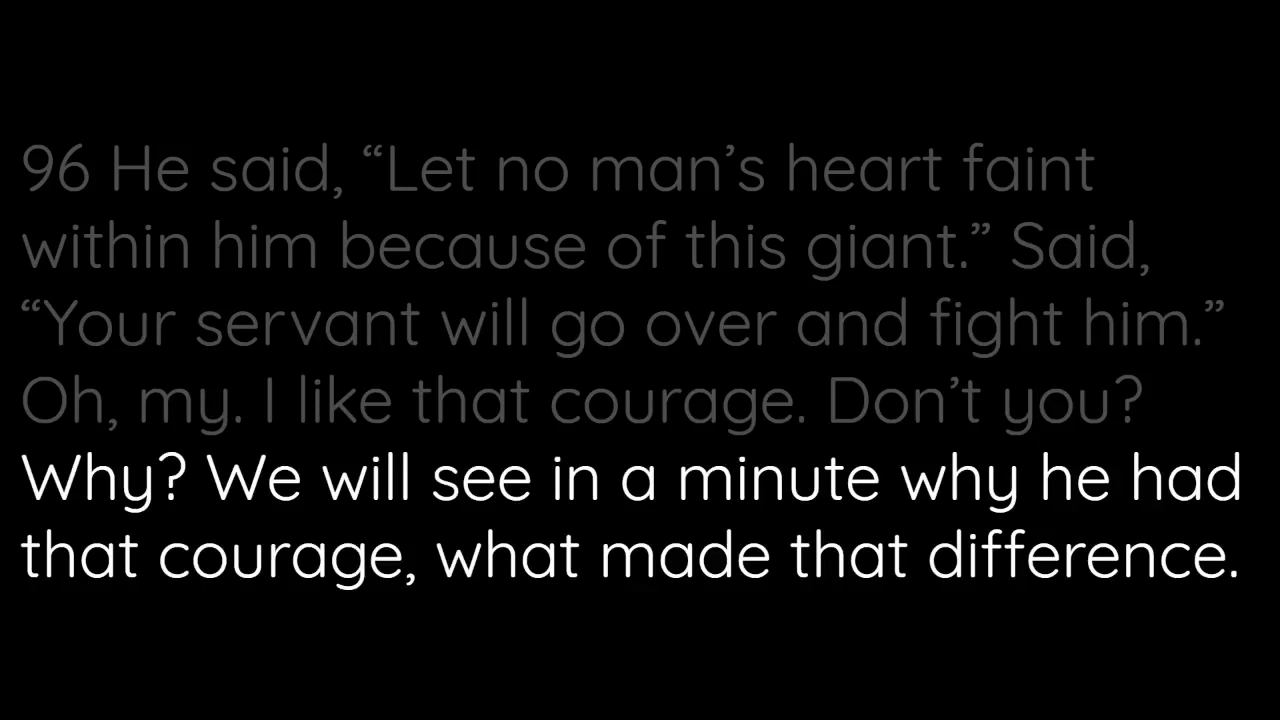 96 He said, “Let no man’s heart faint
within him because of this giant.” Said,
“Your servant will go over and fight him.”
Oh, my. I like that courage. Don’t you?
Why? We will see in a minute why he had
that courage, what made that difference.